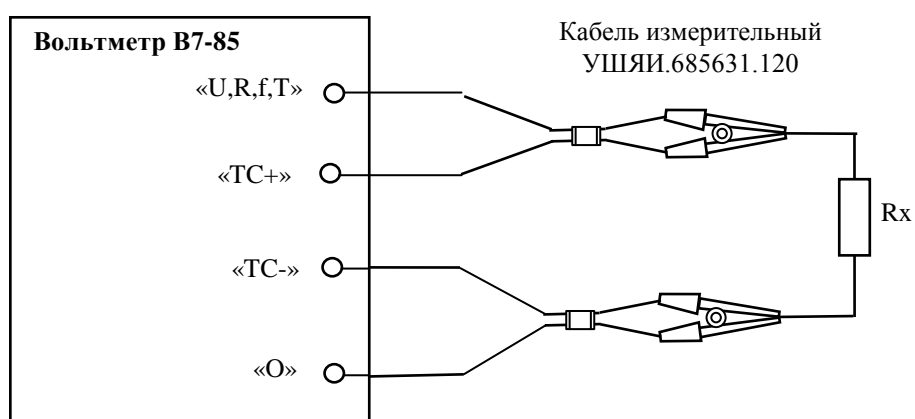 Вольтметр В7-85
Кабель измерительный
УШЯИ.685631.120
«U,R,f,T»
«TC+»
Rx
«TC-»
«О»